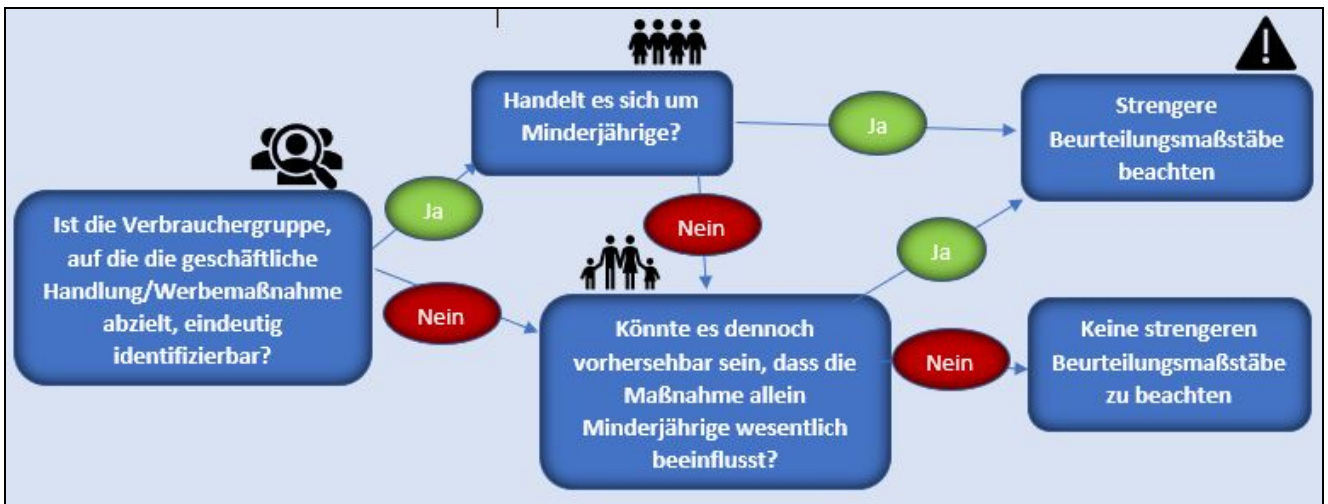 Ist die Verbrauchergruppe,
auf die die geschäftliche
Handlung/Werbemaßnahme
abzielt, eindeutig
identifizierbar?
Ja
Nein
Handelt es sich um
Minderjährige?
Ja
Nein
Könnte es dennoch
vorhersehbar sein, dass die
Maßnahme allein
Minderjährige wesentlich
beeinflusst?
Ja
Nein
Strengere
Beurteilungsmaßstäbe
beachten
Keine strengeren
Beurteilungsmaßstäbe
zu beachten